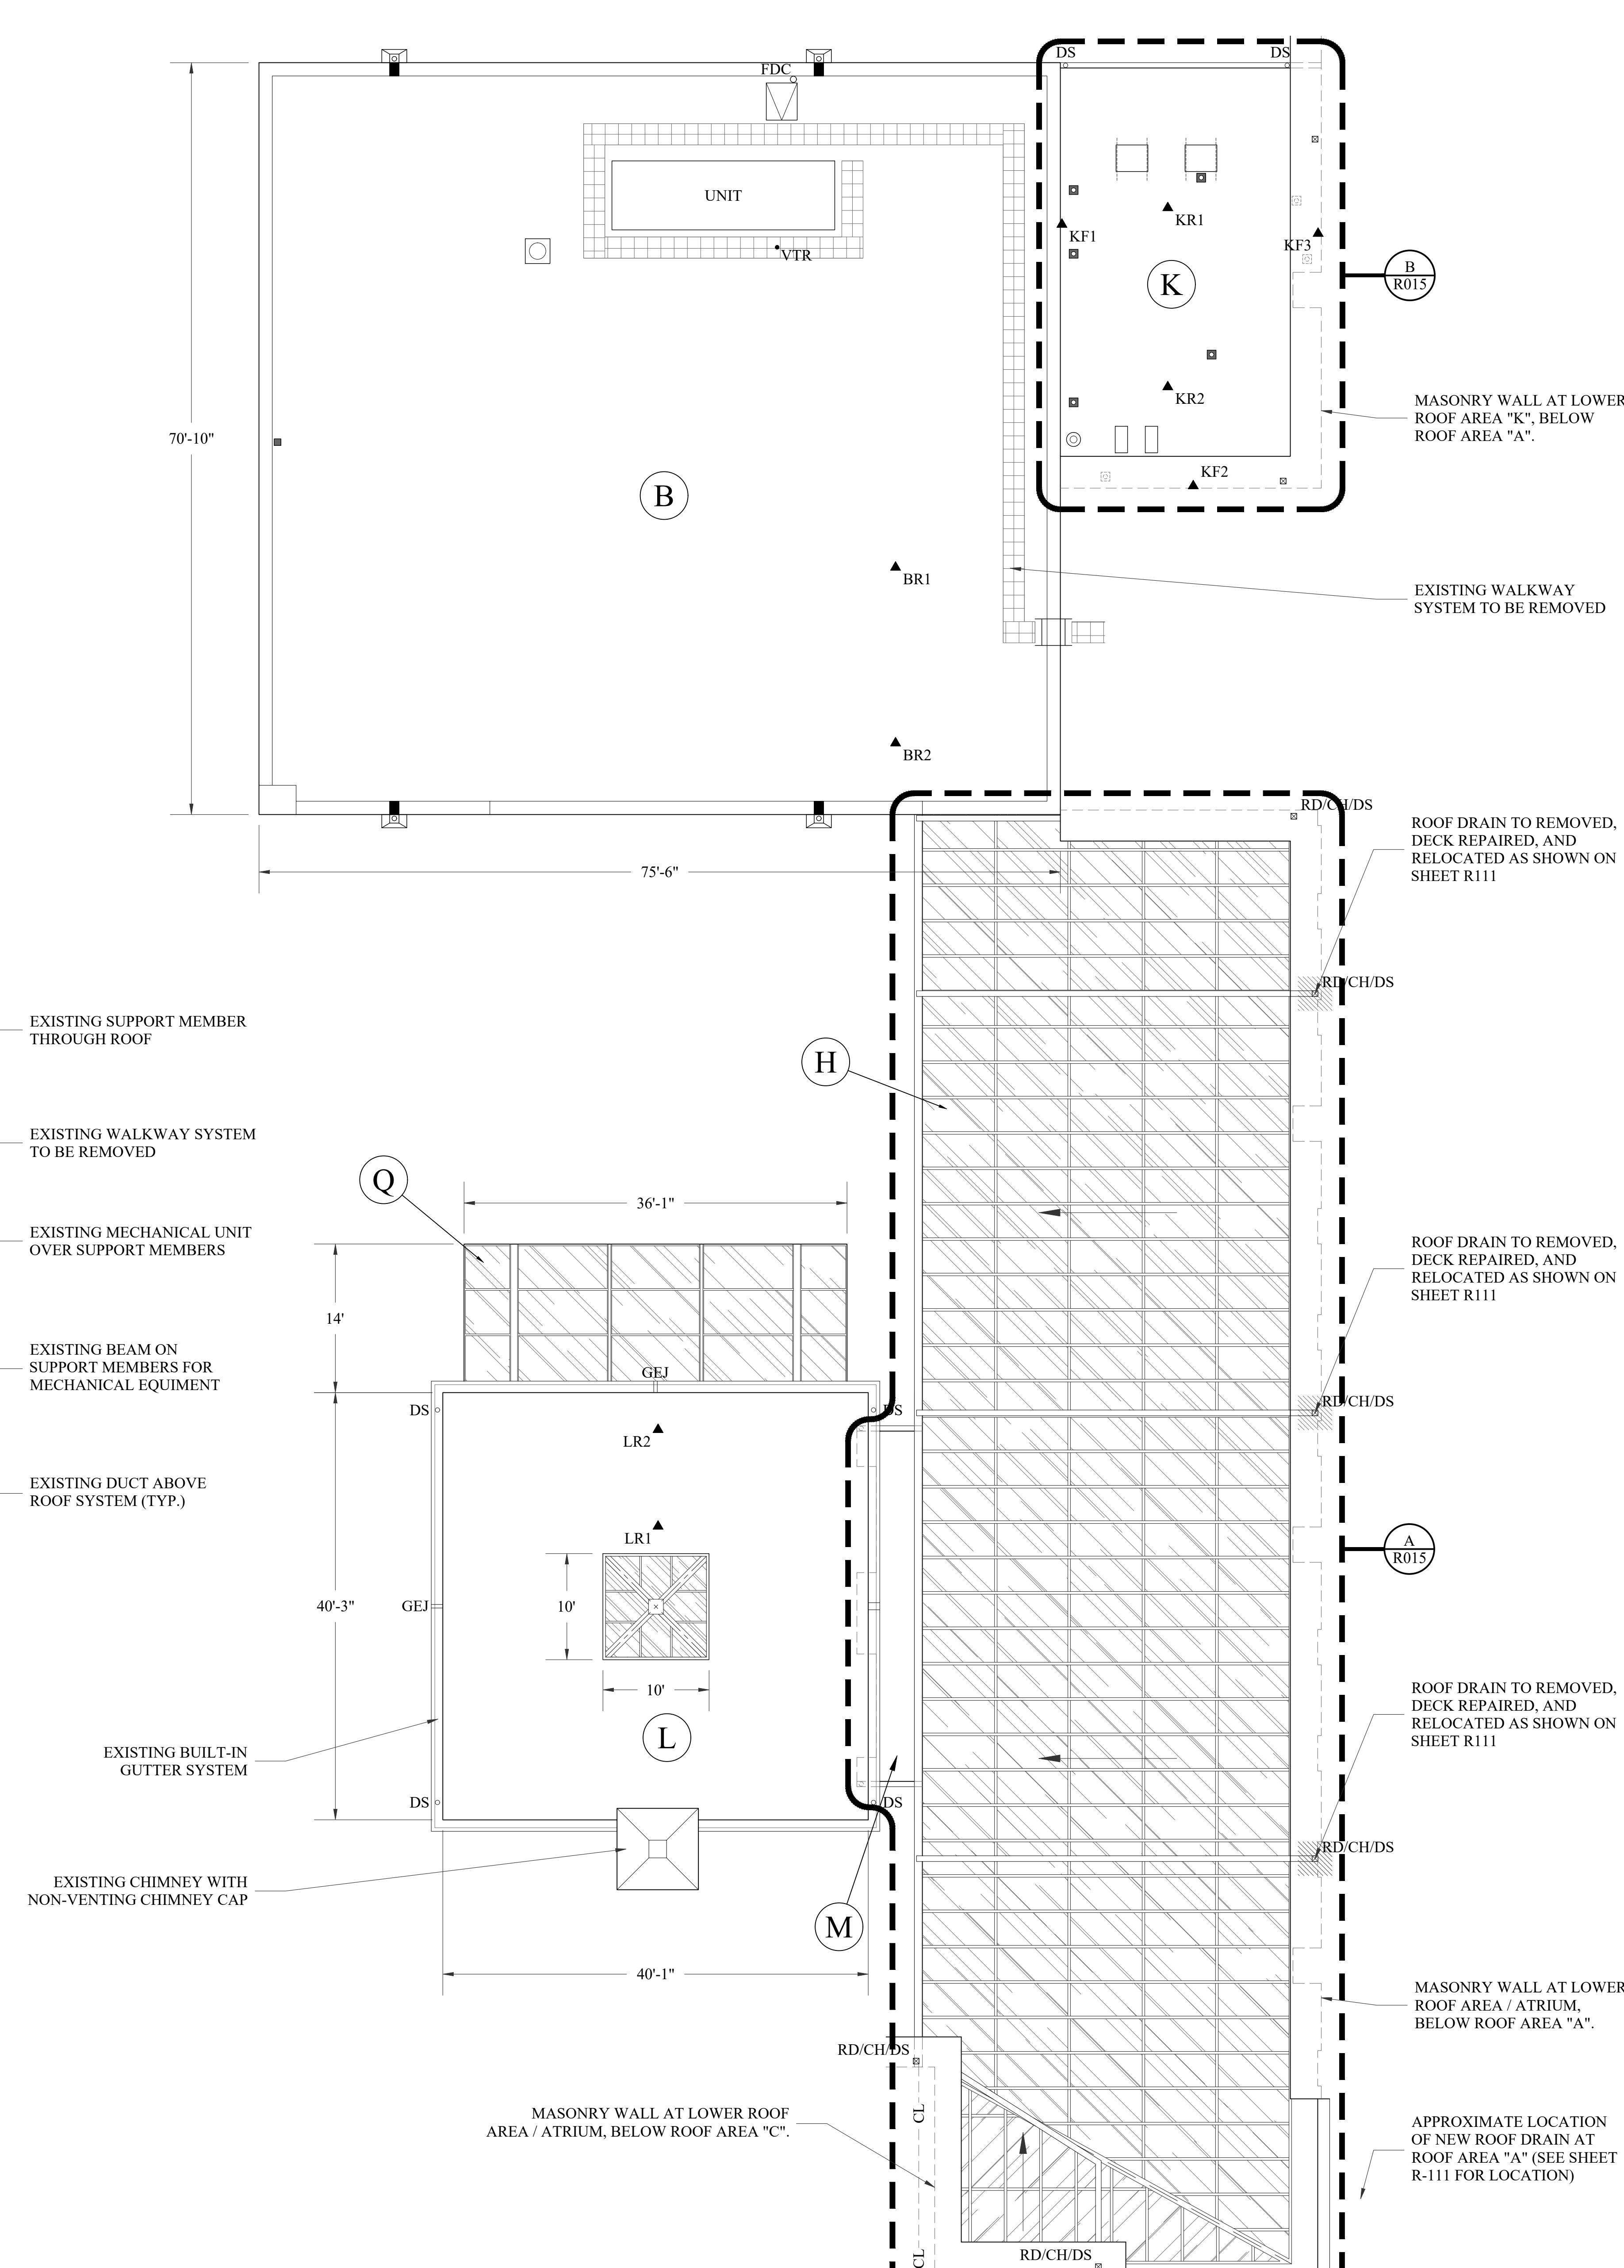 DS
DS
FDC
UNIT
VTR
KR1
KF1
KF3
K
B
R015
70'-10"
KR2
MASONRY WALL AT LOWER
ROOF AREA "K", BELOW
ROOF AREA "A".
KF2
B
BR1
EXISTING WALKWAY
SYSTEM TO BE REMOVED
BR2
RD/CH/DS
ROOF DRAIN TO REMOVED,
DECK REPAIRED, AND
RELOCATED AS SHOWN ON
SHEET R111
75'-6"
RD/CH/DS
EXISTING SUPPORT MEMBER
THROUGH ROOF
H
EXISTING WALKWAY SYSTEM
TO BE REMOVED
Q
36'-1"
EXISTING MECHANICAL UNIT
OVER SUPPORT MEMBERS
ROOF DRAIN TO REMOVED,
DECK REPAIRED, AND
RELOCATED AS SHOWN ON
SHEET R111
14'
EXISTING BEAM ON
SUPPORT MEMBERS FOR
MECHANICAL EQUIMENT
GEJ
RD/CH/DS
DS
DS
LR2
EXISTING DUCT ABOVE
ROOF SYSTEM (TYP.)
LR1
A
R015
40'-3"
GEJ
10'
10'
L
ROOF DRAIN TO REMOVED,
DECK REPAIRED, AND
RELOCATED AS SHOWN ON
SHEET R111
EXISTING BUILT-IN
GUTTER SYSTEM
DS
DS
RD/CH/DS
EXISTING CHIMNEY WITH
NON-VENTING CHIMNEY CAP
M
40'-1"
MASONRY WALL AT LOWER
ROOF AREA / ATRIUM,
BELOW ROOF AREA "A".
RD/CH/DS
MASONRY WALL AT LOWER ROOF
AREA / ATRIUM, BELOW ROOF AREA "C".
CL
APPROXIMATE LOCATION
OF NEW ROOF DRAIN AT
ROOF AREA "A" (SEE SHEET
R-111 FOR LOCATION)
CL
RD/CH/DS